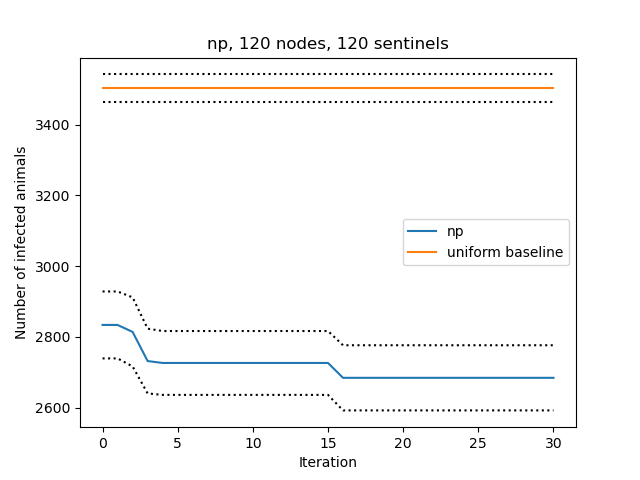 np, 120 nodes, 120 sentinels
Number of infected animals
3400
3200
3000
2800
2600
np
uniform baseline
0 5 10 15 20 25 30
Iteration